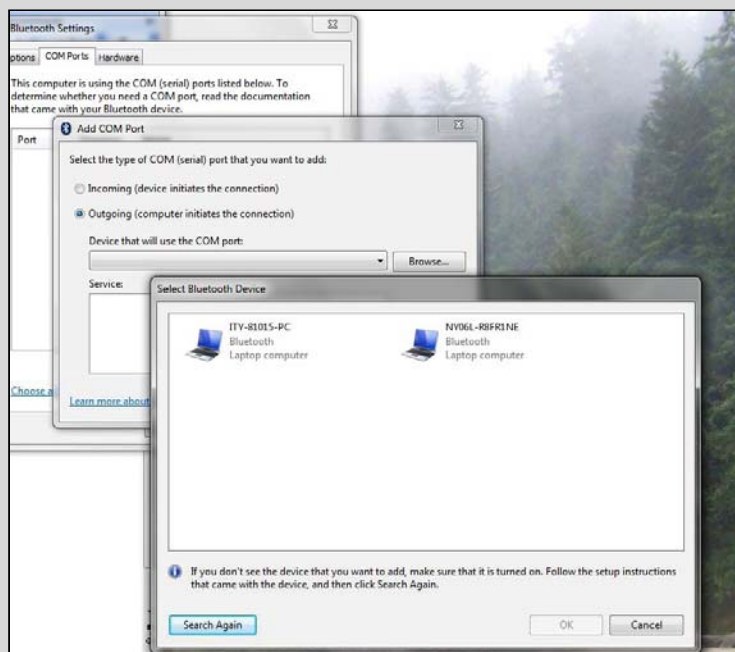 Bluetooth Settings
ptions COM Ports Hardware
This computer is using the COM (serial) ports listed below. To
determine whether you need a COM port, read the documentation
that came with your Bluetooth device.
Port
Add COM Port
Select the type of COM (serial) port that you want to add:
Incoming (device initiates the connection)
Outgoing (computer initiates the connection)
Device that will use the COM port:
Browse...
Service:
Choose a
Learn more about
Select Bluetooth Device
ITY-81015-PC
Bluetooth
Laptop computer
NY06L-R8FR1NE
Bluetooth
Laptop computer
If you don't see the device that you want to add, make sure that it is turned on. Follow the setup instructions
that came with the device, and then click Search Again.
Search Again
OK
Cancel